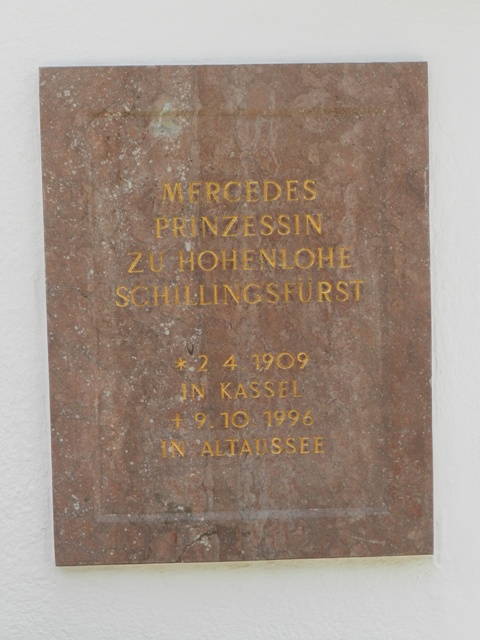 MERCEDES
PRINZESSIN
ZU HOHENLOHE
SCHILLINGSFÜRST
* 2 4 1909
IN KASSEL
† 9.10 1996
IN ALTAUSSEE